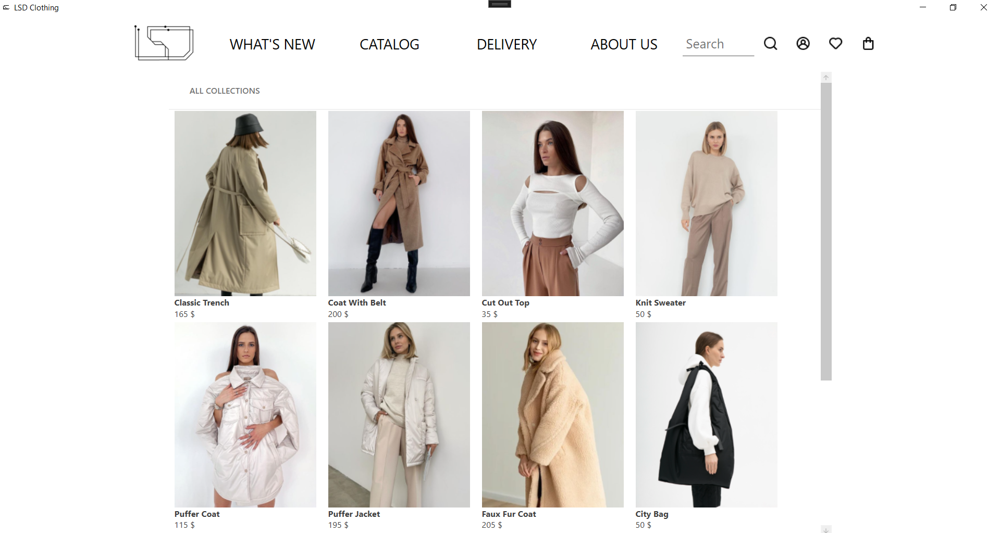 LSD Clothing
LSD
WHAT'S NEW
CATALOG
DELIVERY
ABOUT US
Search
ALL COLLECTIONS
Classic Trench
165 $
Coat With Belt
200 $
Cut Out Top
35 $
Knit Sweater
50 $
Puffer Coat
115 $
Puffer Jacket
195 $
Faux Fur Coat
205 $
City Bag
50 $